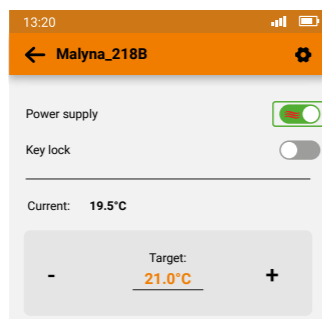 13:20
Malyna_218B
Power supply
Key lock
Current: 19.5°C
Target:
- 21.0°C +